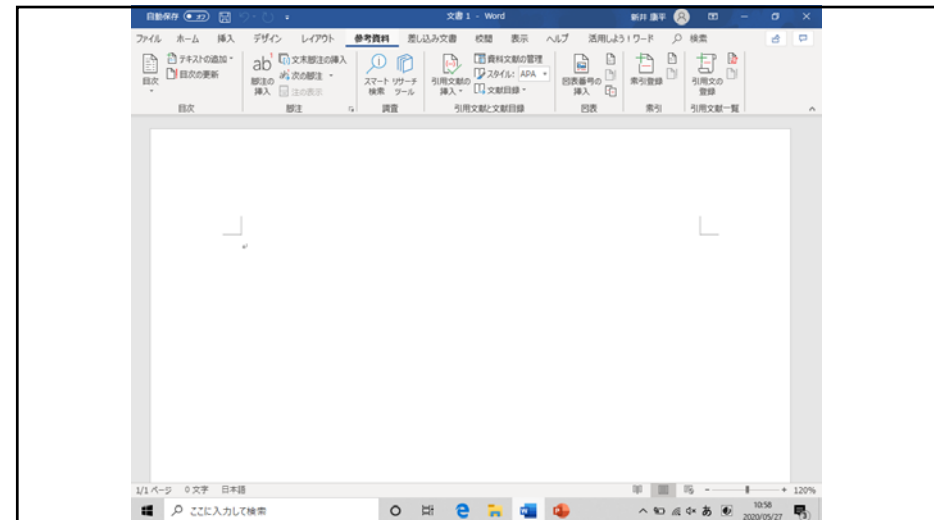 自動保存 オフ 文書 1 - Word 新井 康平
ファイル ホーム 挿入 デザイン レイアウト 参考資料 差し込み文書 校閲 表示 ヘルプ 活用しよう!ワード 検索
目次
テキストの追加
目次の更新
目次
ab
脚注の
挿入
文末脚注の挿入
次の脚注
注の表示
脚注
スマート
検索
リサーチ
ツール
調査
引用文献の
挿入
資料文献の管理
スタイル: APA
文献目録
引用文献と文献目録
図表番号の
挿入
図表
索引登録
索引
引用文の
登録
引用文献一覧
1/1 ページ 0 文字 日本語 120%
ここに入力して検索 あ 10:58
2020/05/27